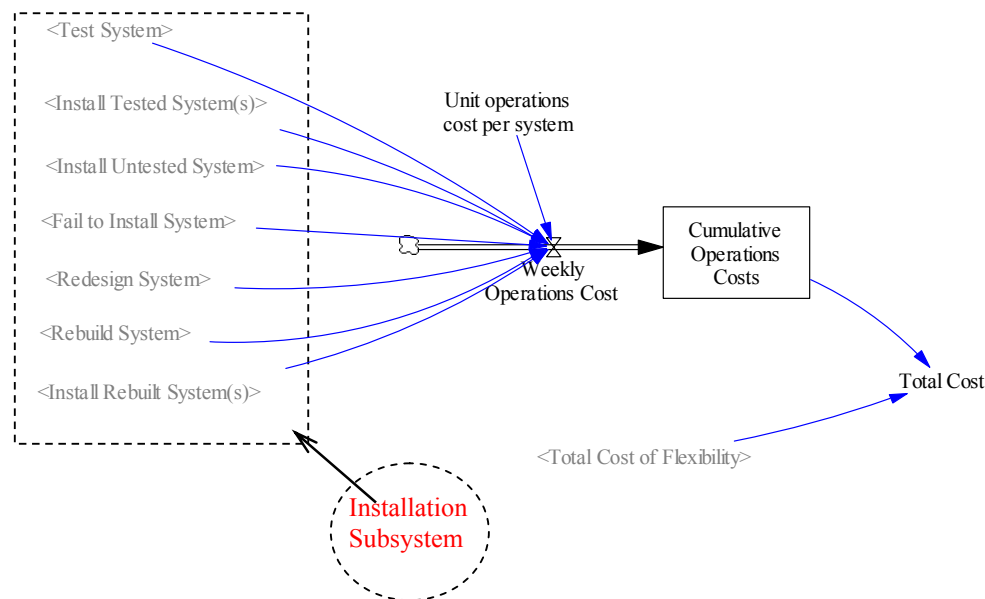 <Test System>
<Install Tested System(s)>
<Install Untested System>
<Fail to Install System>
<Redesign System>
<Rebuild System>
<Install Rebuilt System(s)>
Unit operations
cost per system
Weekly
Operations Cost
Cumulative
Operations
Costs
Total Cost
<Total Cost of Flexibility>
Installation
Subsystem